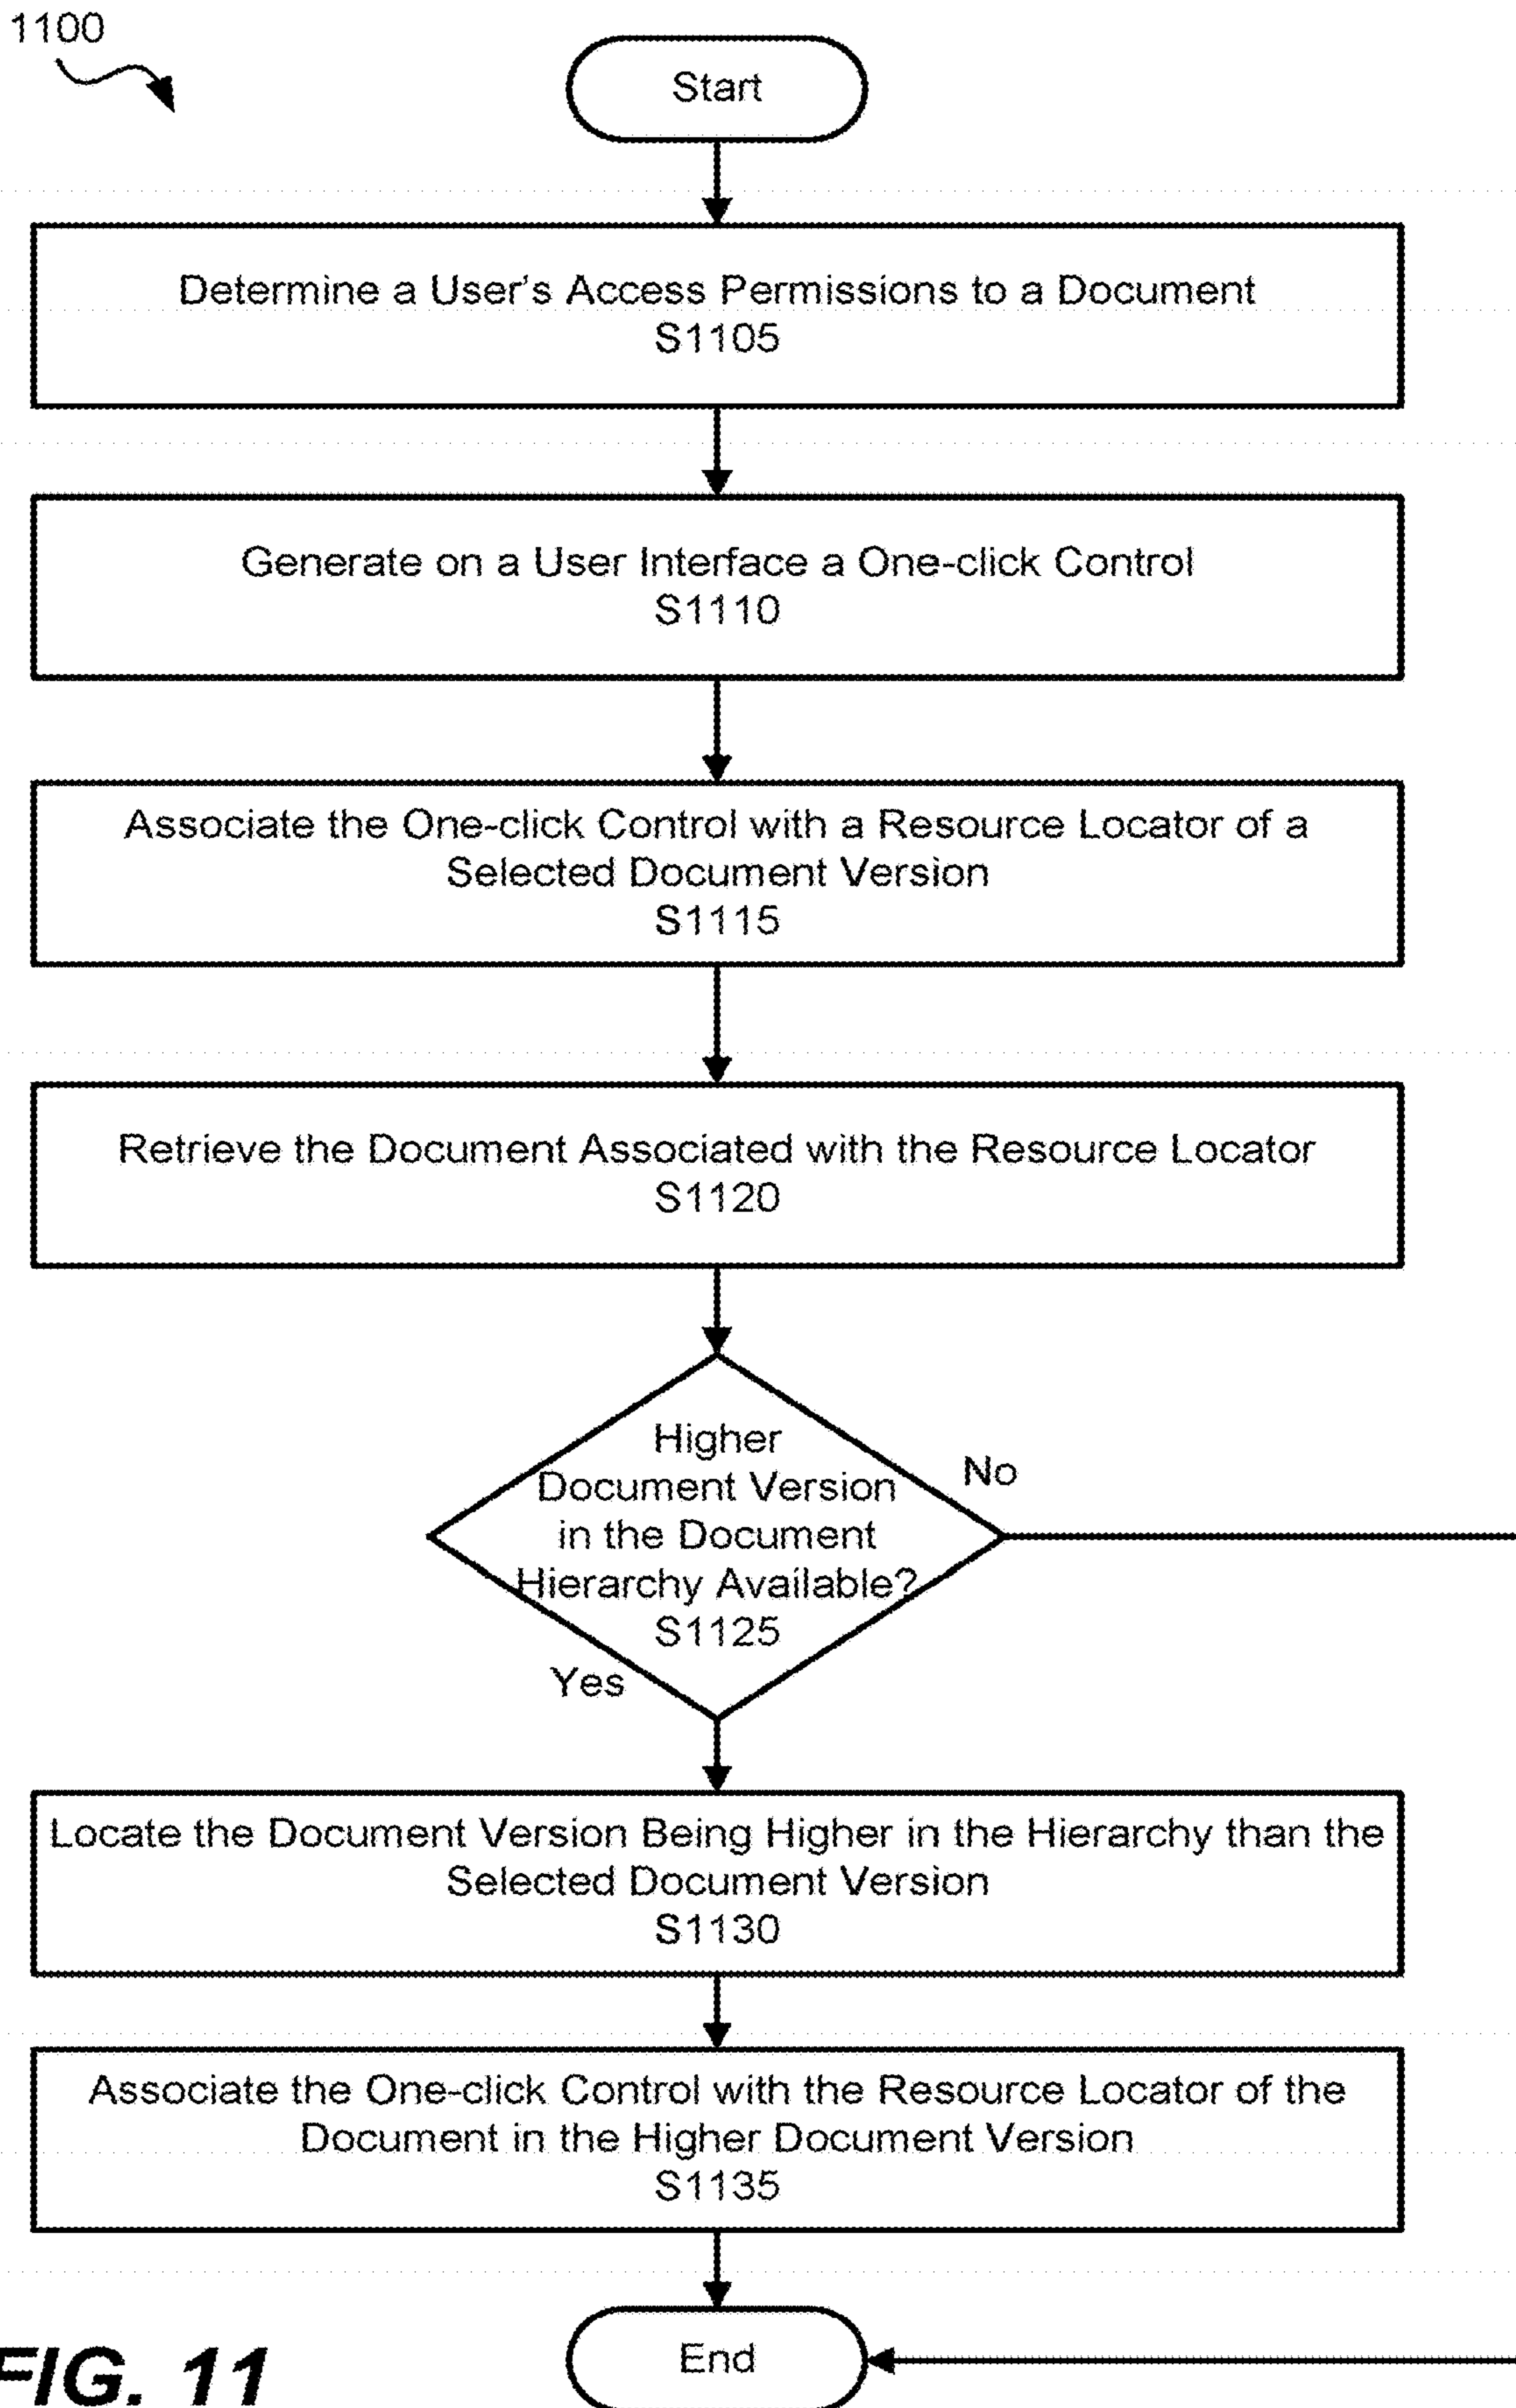 1100
Start
Determine a User's Access Permissions to a Document
S1105
Generate on a User Interface a One-click Control
S1110
Associate the One-click Control with a Resource Locator of a
Selected Document Version
S1115
Retrieve the Document Associated with the Resource Locator
S1120
Higher
Document Version
in the Document
Hierarchy Available?
S1125
No
Yes
Locate the Document Version Being Higher in the Hierarchy than the
Selected Document Version
S1130
Associate the One-click Control with the Resource Locator of the
Document in the Higher Document Version
S1135
End
FIG. 11